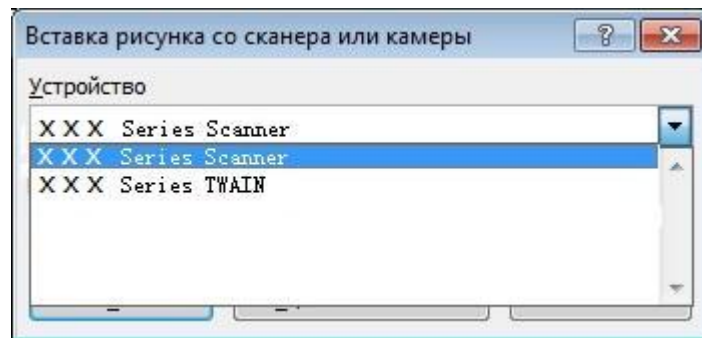 Вставка рисунка со сканера или камеры
Устройство
X X X Series Scanner
X X X Series Scanner
X X X Series TWAIN